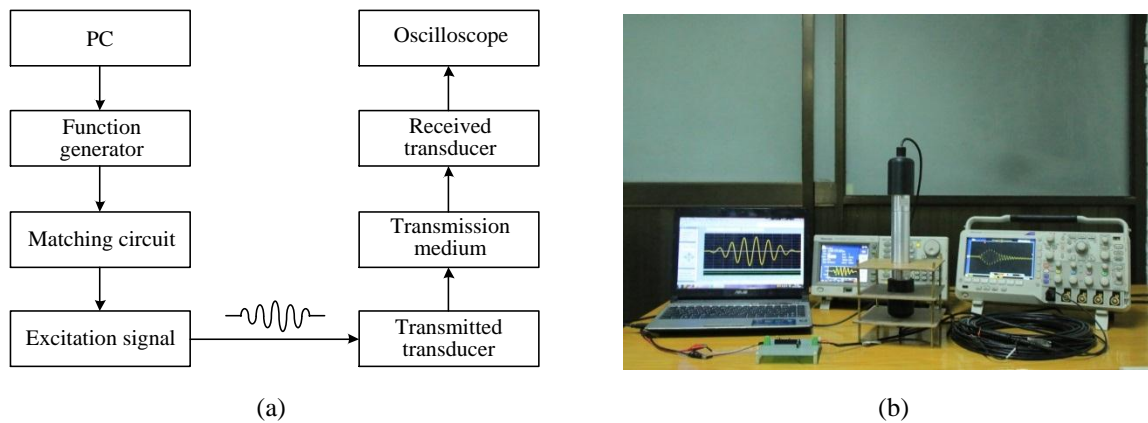 PC
Function
generator
Matching circuit
Excitation signal
Oscilloscope
Received
transducer
Transmission
medium
Transmitted
transducer
(a)
(b)